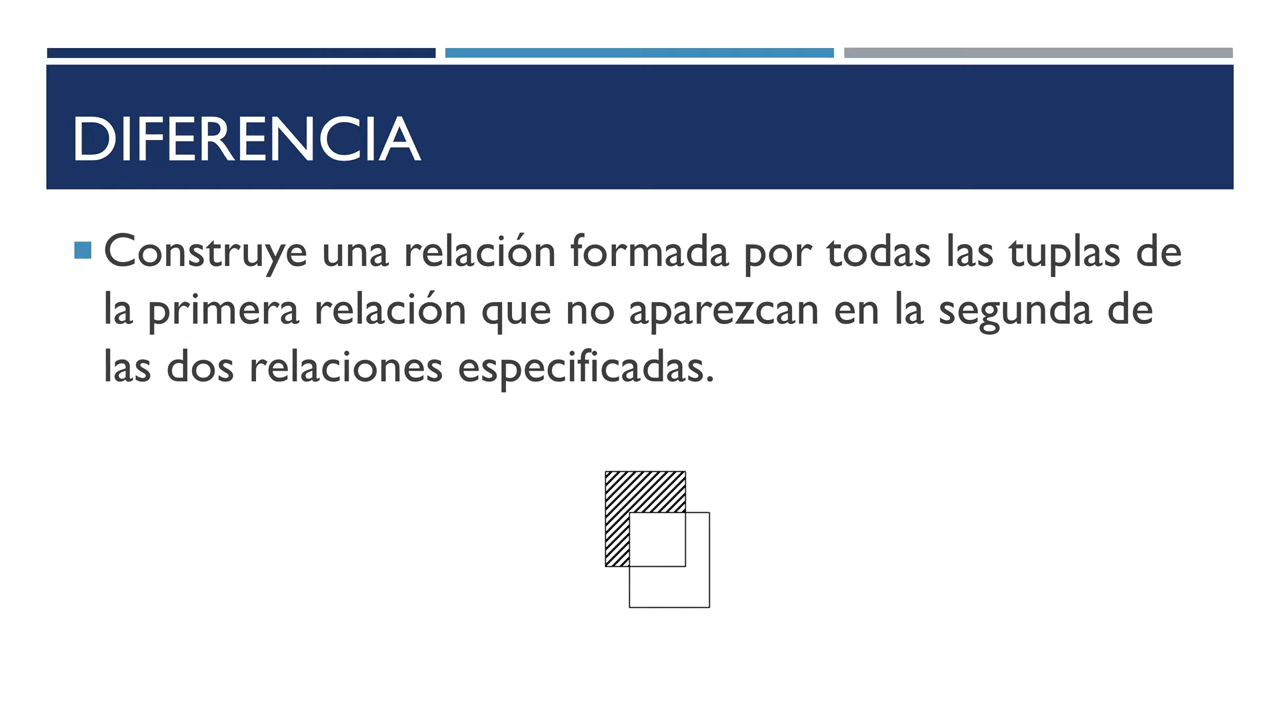 DIFERENCIA
Construye una relación formada por todas las tuplas de
la primera relación que no aparezcan en la segunda de
las dos relaciones especificadas.